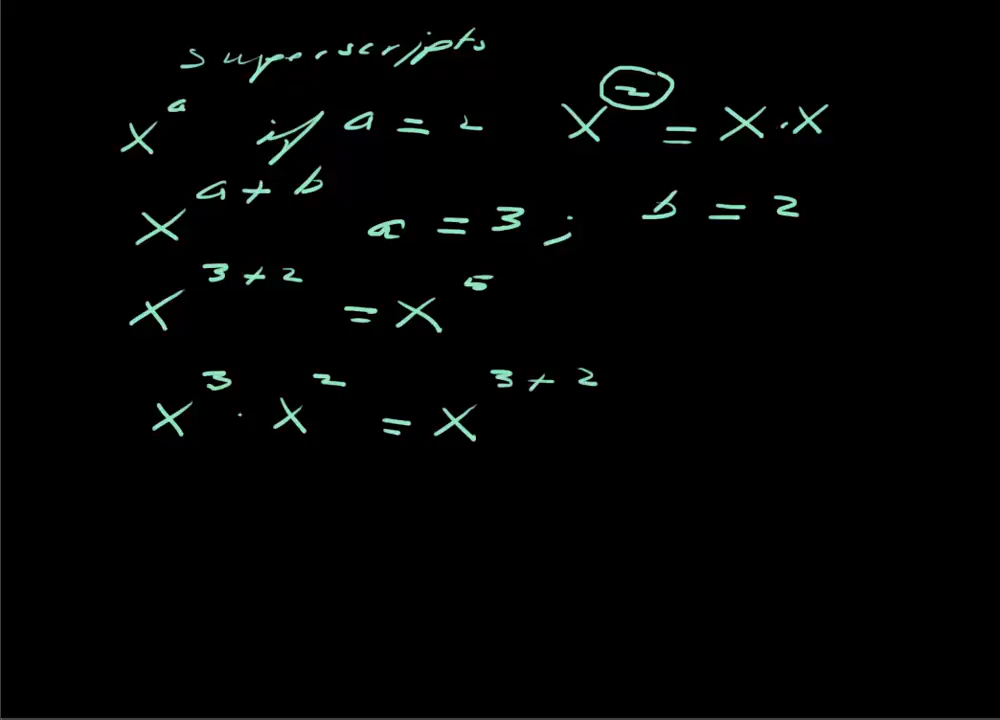 superscripts
x^a if a = 2 x^2 = x · x
x^{a+b} a = 3 ; b = 2
x^{3+2} = x^5
x^3 · x^2 = x^{3+2}